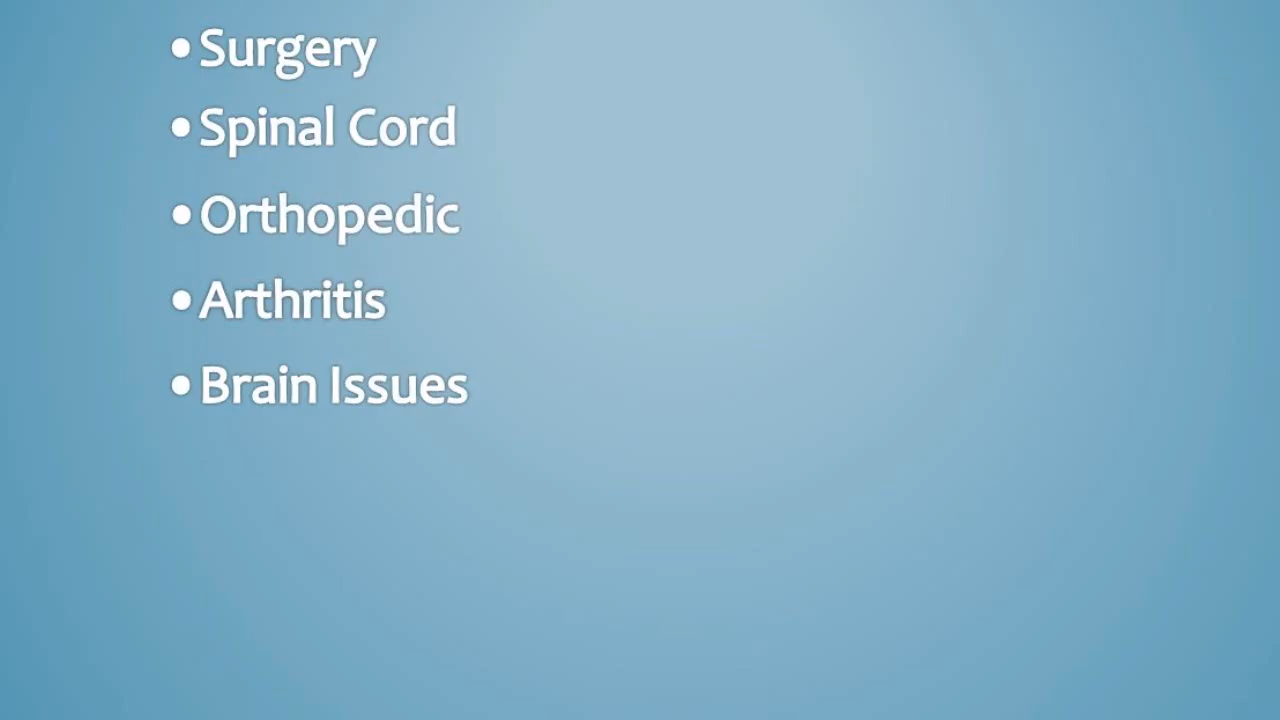 • Surgery
• Spinal Cord
• Orthopedic
• Arthritis
• Brain Issues